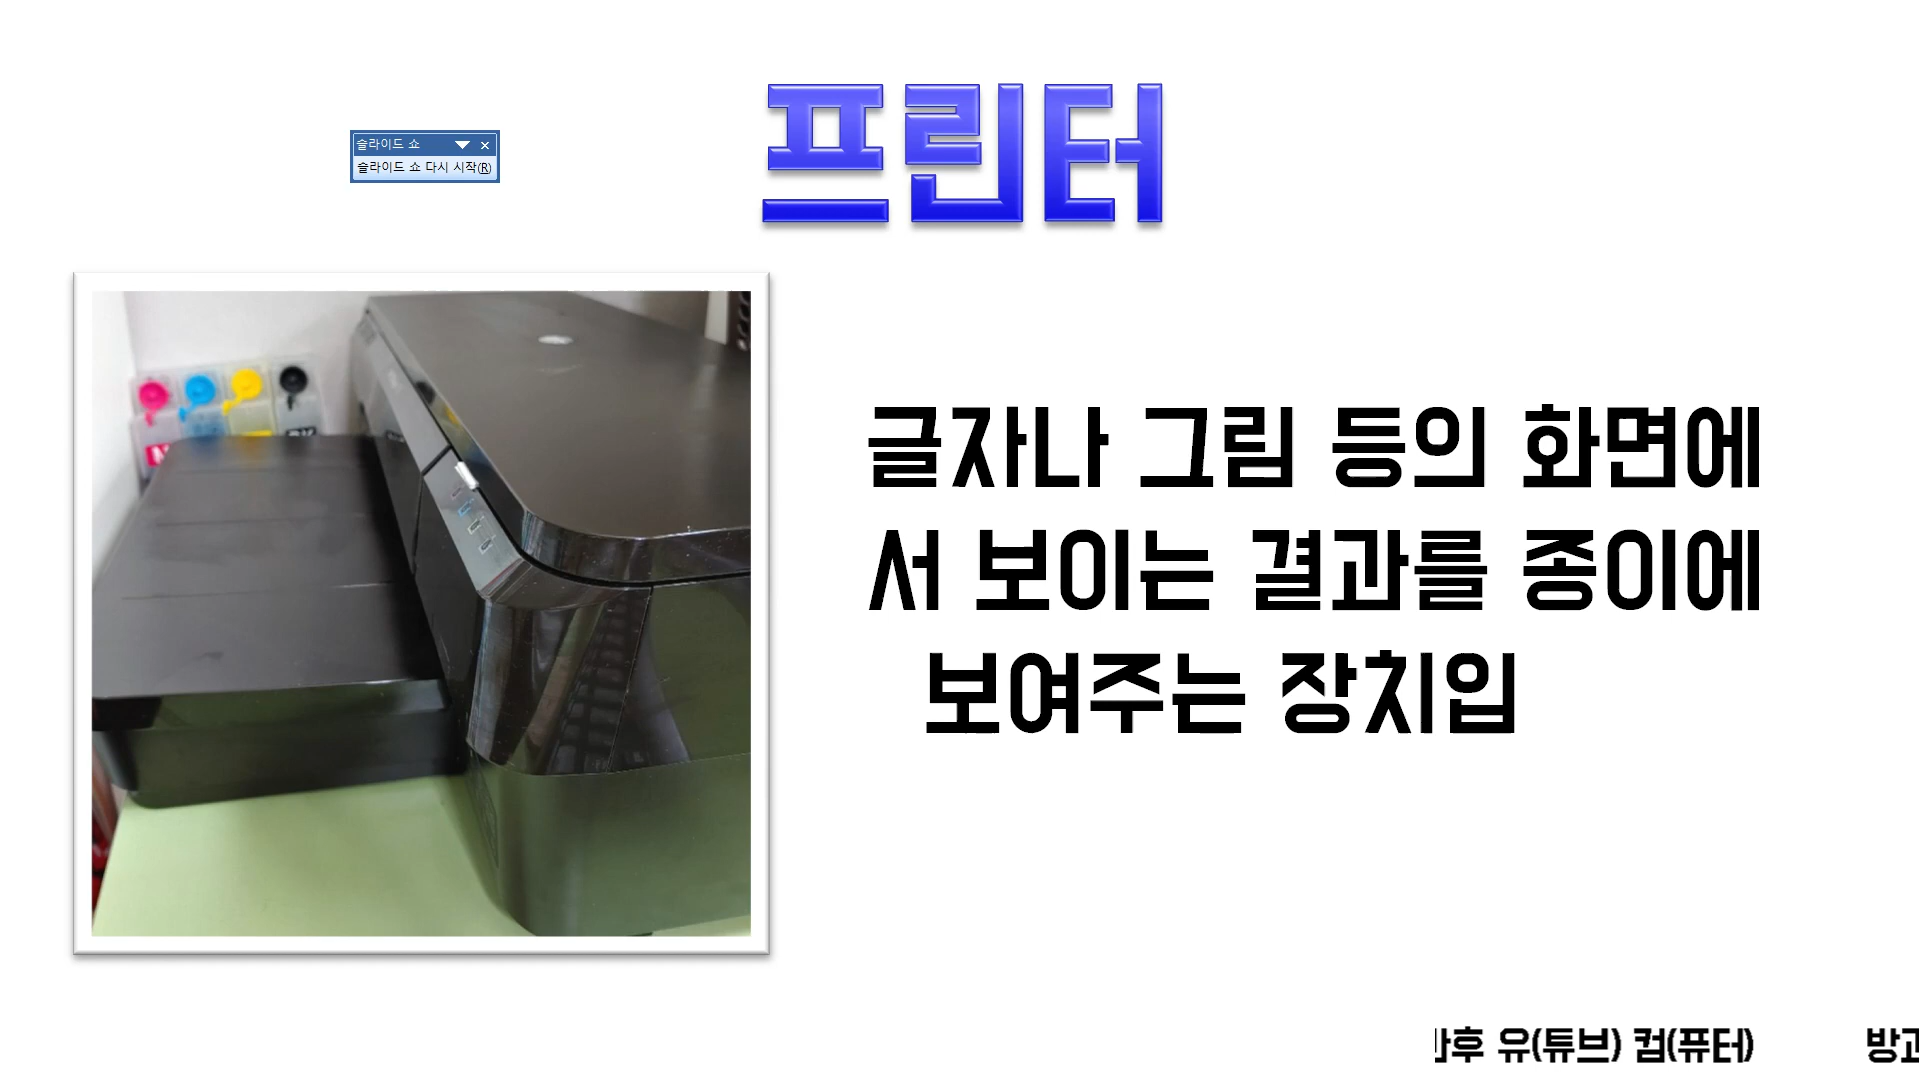 프린터
슬라이드 쇼
슬라이드 쇼 다시 시작(R)
글자나 그림 등의 화면에
서 보이는 결과를 종이에
보여주는 장치입
후 유(튜브) 컴(퓨터)